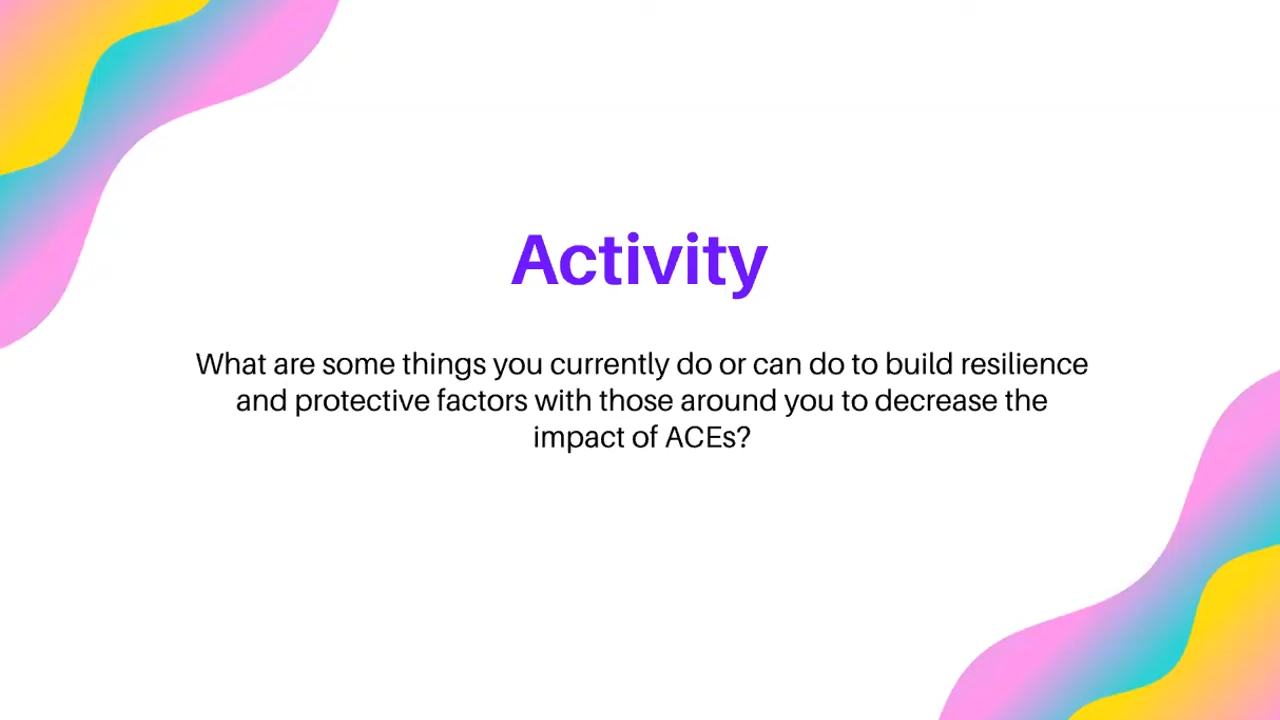 Activity
What are some things you currently do or can do to build resilience
and protective factors with those around you to decrease the
impact of ACEs?